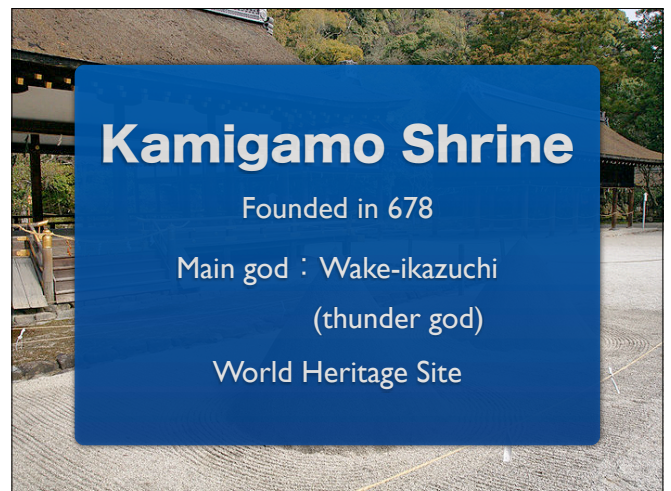 Kamigamo Shrine
Founded in 678
Main god：Wake-ikazuchi
(thunder god)
World Heritage Site